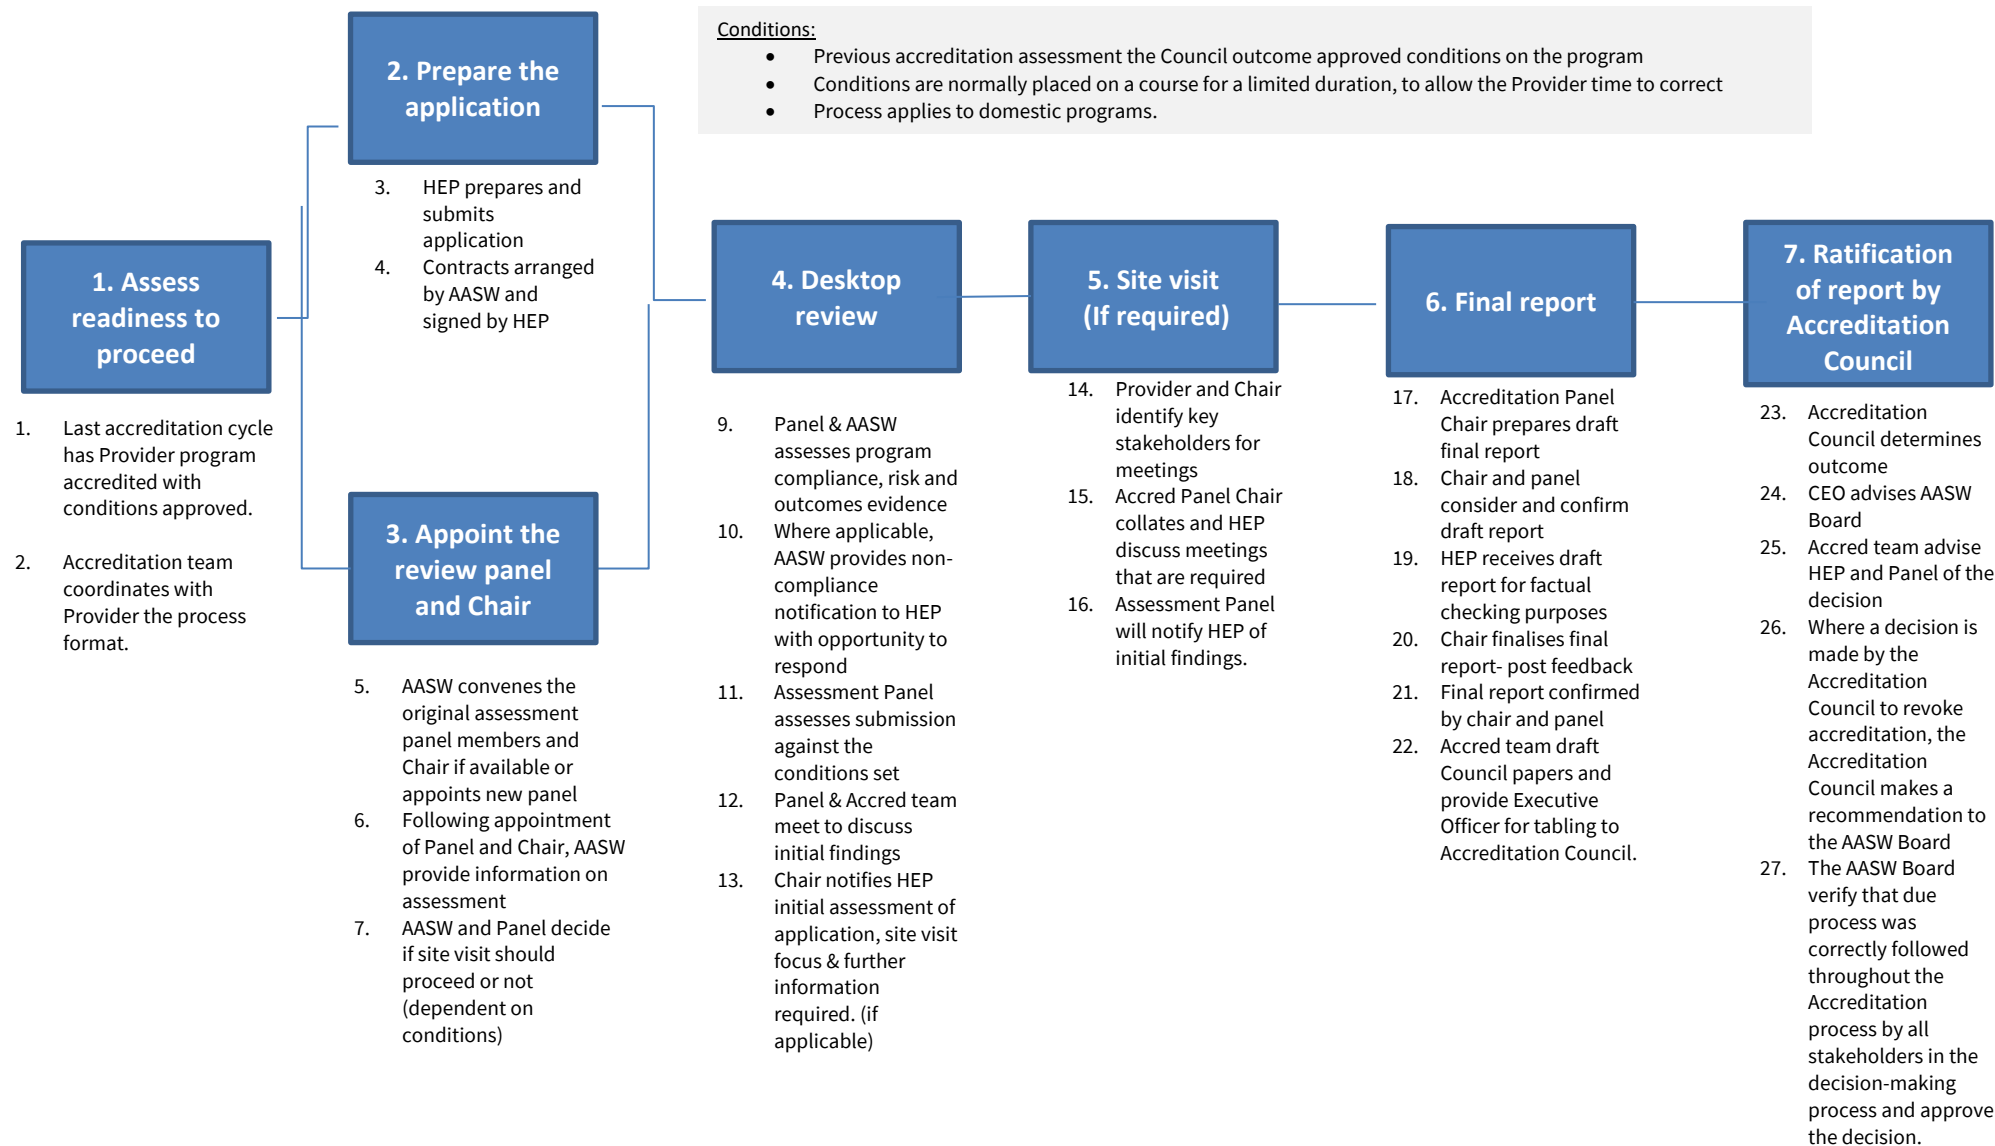 Conditions:
• Previous accreditation assessment the Council outcome approved conditions on the program
• Conditions are normally placed on a course for a limited duration, to allow the Provider time to correct
• Process applies to domestic programs.
1. Assess
readiness to
proceed
1. Last accreditation cycle
has Provider program
accredited with
conditions approved.
2. Accreditation team
coordinates with
Provider the process
format.
2. Prepare the
application
3. HEP prepares and
submits
application
4. Contracts arranged
by AASW and
signed by HEP
3. Appoint the
review panel
and Chair
5. AASW convenes the
original assessment
panel members and
Chair if available or
appoints new panel
6. Following appointment
of Panel and Chair, AASW
provide information on
assessment
7. AASW and Panel decide
if site visit should
proceed or not
(dependent on
conditions)
4. Desktop
review
9. Panel & AASW
assesses program
compliance, risk and
outcomes evidence
10. Where applicable,
AASW provides non-
compliance
notification to HEP
with opportunity to
respond
11. Assessment Panel
assesses submission
against the
conditions set
12. Panel & Accred team
meet to discuss
initial findings
13. Chair notifies HEP
initial assessment of
application, site visit
focus & further
information
required. (if
applicable)
5. Site visit
(If required)
14. Provider and Chair
identify key
stakeholders for
meetings
15. Accred Panel Chair
collates and HEP
discuss meetings
that are required
16. Assessment Panel
will notify HEP of
initial findings.
6. Final report
17. Accreditation Panel
Chair prepares draft
final report
18. Chair and panel
consider and confirm
draft report
19. HEP receives draft
report for factual
checking purposes
20. Chair finalises final
report- post feedback
21. Final report confirmed
by chair and panel
22. Accred team draft
Council papers and
provide Executive
Officer for tabling to
Accreditation Council.
7. Ratification
of report by
Accreditation
Council
23. Accreditation
Council determines
outcome
24. CEO advises AASW
Board
25. Accred team advise
HEP and Panel of the
decision
26. Where a decision is
made by the
Accreditation
Council to revoke
accreditation, the
Accreditation
Council makes a
recommendation to
the AASW Board
27. The AASW Board
verify that due
process was
correctly followed
throughout the
Accreditation
process by all
stakeholders in the
decision-making
process and approve
the decision.